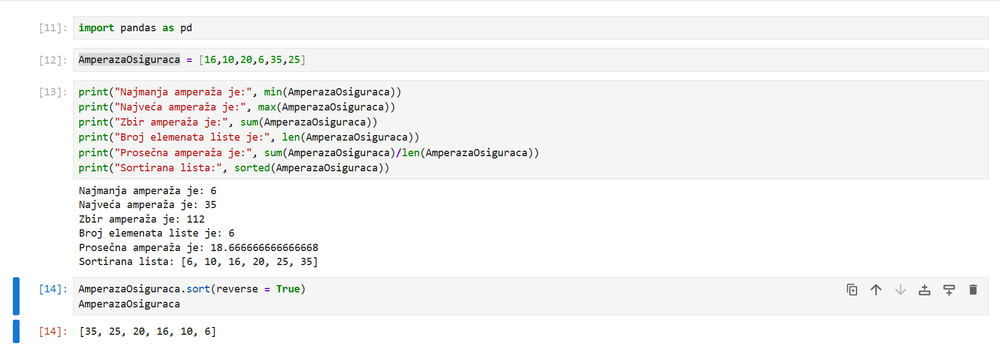 [11]: import pandas as pd
[12]: AmperazaOsiguraca = [16,10,20,6,35,25]
[13]: print("Najmanja amperaža je:", min(AmperazaOsiguraca))
print("Najveća amperaža je:", max(AmperazaOsiguraca))
print("Zbir amperaža je:", sum(AmperazaOsiguraca))
print("Broj elemenata liste je:", len(AmperazaOsiguraca))
print("Prosečna amperaža je:", sum(AmperazaOsiguraca)/len(AmperazaOsiguraca))
print("Sortirana lista:", sorted(AmperazaOsiguraca))
Najmanja amperaža je: 6
Najveća amperaža je: 35
Zbir amperaža je: 112
Broj elemenata liste je: 6
Prosečna amperaža je: 18.666666666666668
Sortirana lista: [6, 10, 16, 20, 25, 35]
[14]: AmperazaOsiguraca.sort(reverse = True)
AmperazaOsiguraca
[14]: [35, 25, 20, 16, 10, 6]